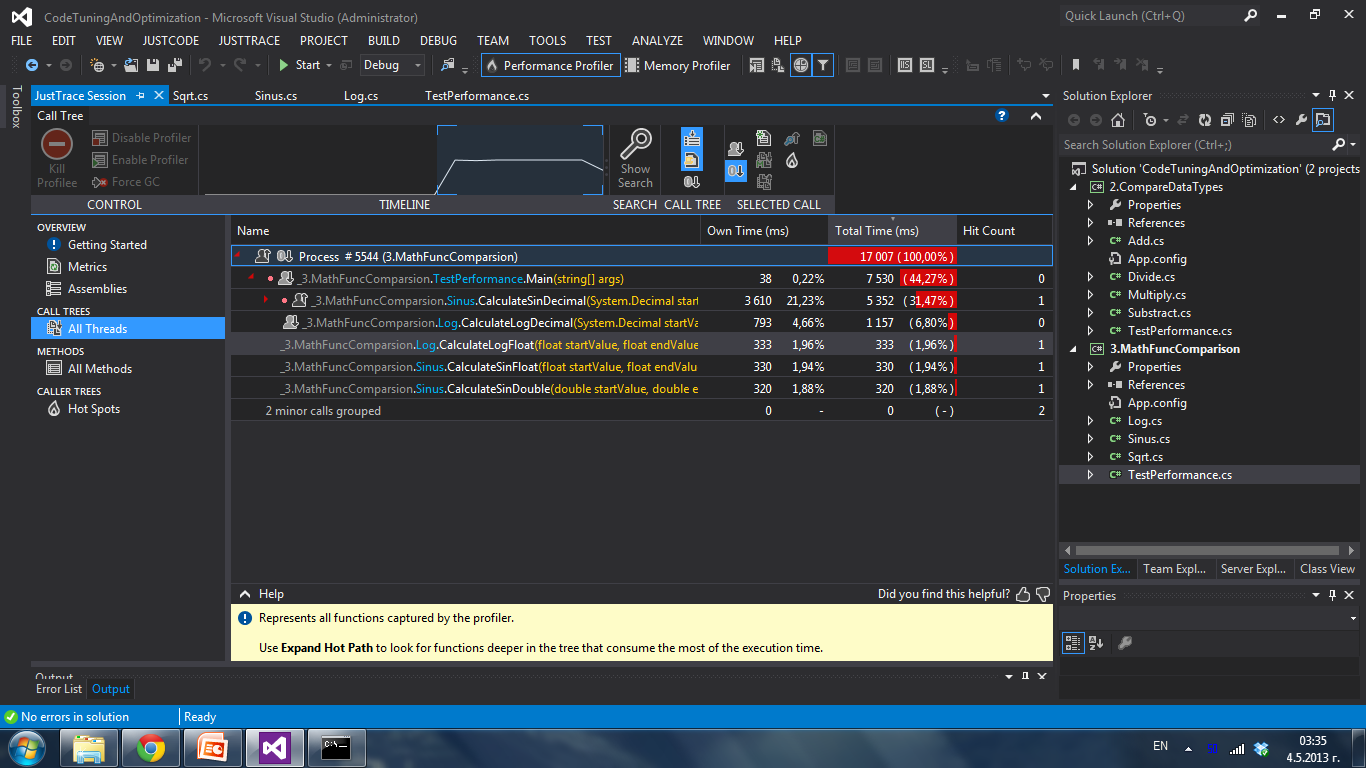 CodeTuningAndOptimization - Microsoft Visual Studio (Administrator)
Quick Launch (Ctrl+Q)
FILE EDIT VIEW JUSTCODE JUSTTRACE PROJECT BUILD DEBUG TEAM TOOLS TEST ANALYZE WINDOW HELP
Start Debug Performance Profiler Memory Profiler
Toolbox
JustTrace Session Sqrt.cs Sinus.cs Log.cs TestPerformance.cs
Call Tree
Kill Profilee
Disable Profiler
Enable Profiler
Force GC
Show Search
CONTROL TIMELINE SEARCH CALL TREE SELECTED CALL
OVERVIEW
Getting Started
Metrics
Assemblies
CALL TREES
All Threads
METHODS
All Methods
CALLER TREES
Hot Spots
Name Own Time (ms) Total Time (ms) Hit Count
Process # 5544 (3.MathFuncComparsion) 17 007 (100,00% )
_3.MathFuncComparsion.TestPerformance.Main(string[] args) 38 0,22% 7 530 ( 44,27% ) 0
_3.MathFuncComparsion.Sinus.CalculateSinDecimal(System.Decimal start 3 610 21,23% 5 352 ( 31,47% ) 1
_3.MathFuncComparsion.Log.CalculateLogDecimal(System.Decimal startVa 793 4,66% 1 157 ( 6,80% ) 0
_3.MathFuncComparsion.Log.CalculateLogFloat(float startValue, float endValue 333 1,96% 333 ( 1,96% ) 1
_3.MathFuncComparsion.Sinus.CalculateSinFloat(float startValue, float endValu 330 1,94% 330 ( 1,94% ) 1
_3.MathFuncComparsion.Sinus.CalculateSinDouble(double startValue, double e 320 1,88% 320 ( 1,88% ) 1
2 minor calls grouped 0 - 0 ( - ) 2
Help
Did you find this helpful?
Represents all functions captured by the profiler.
Use Expand Hot Path to look for functions deeper in the tree that consume the most of the execution time.
Output
Error List Output
Solution Explorer
Search Solution Explorer (Ctrl+;)
Solution 'CodeTuningAndOptimization' (2 projects
2.CompareDataTypes
Properties
References
Add.cs
App.config
Divide.cs
Multiply.cs
Substract.cs
TestPerformance.cs
3.MathFuncComparison
Properties
References
App.config
Log.cs
Sinus.cs
Sqrt.cs
TestPerformance.cs
Solution Ex... Team Expl... Server Expl... Class View
Properties
No errors in solution Ready
EN
03:35
4.5.2013 г.